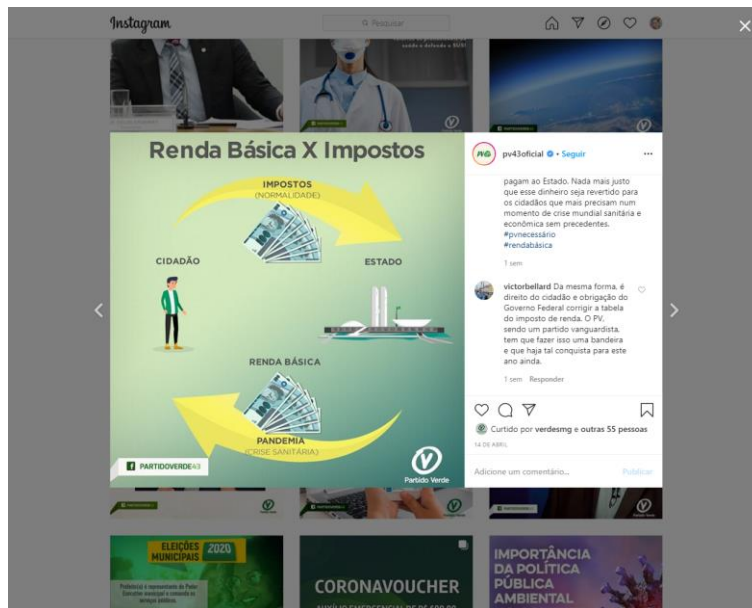 Instagram
Pesquisar
saúde e defende o SUS!
Renda Básica X Impostos
IMPOSTOS
(NORMALIDADE)
CIDADÃO
ESTADO
RENDA BÁSICA
PANDEMIA
(CRISE SANITÁRIA)
PARTIDOVERDE43
Partido Verde
pv43oficial • Seguir
pagam ao Estado. Nada mais justo
que esse dinheiro seja revertido para
os cidadãos que mais precisam num
momento de crise mundial sanitária e
econômica sem precedentes.
#pvnecessário
#rendabásica
1 sem
victorbellard Da mesma forma, é
direito do cidadão e obrigação do
Governo Federal corrigir a tabela
do imposto de renda. O PV,
sendo um partido vanguardista,
tem que fazer isso uma bandeira
e que haja tal conquista para este
ano ainda.
1 sem Responder
Curtido por verdesmg e outras 55 pessoas
14 DE ABRIL
Adicione um comentário...
Publicar
ELEIÇÕES
MUNICIPAIS 2020
CORONAVOUCHER
IMPORTÂNCIA
DA POLÍTICA
PÚBLICA
AMBIENTAL